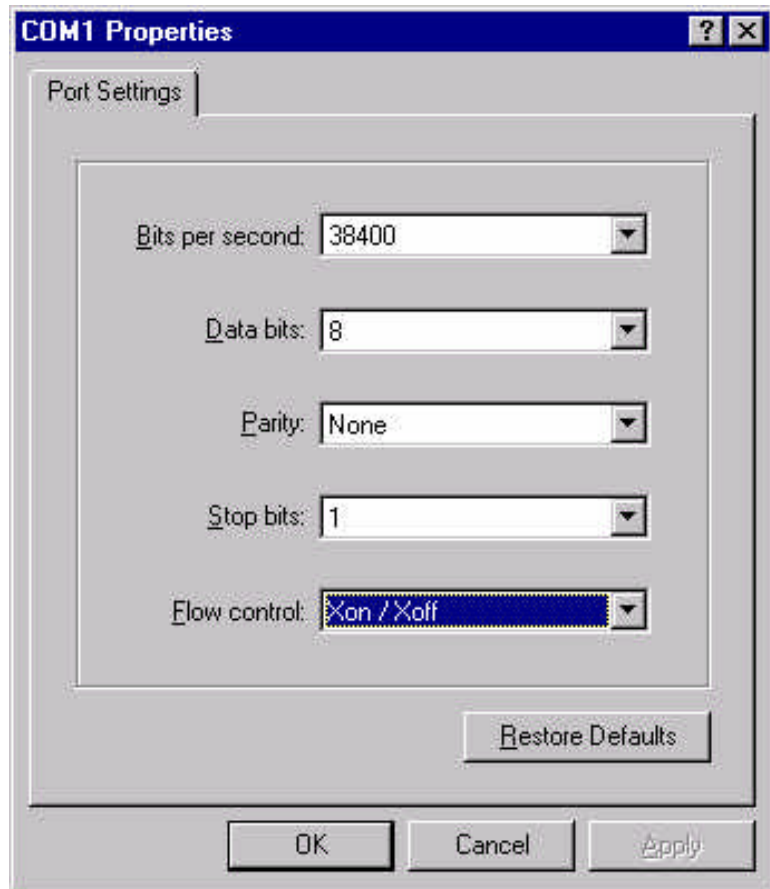 COM1 Properties
Port Settings
Bits per second: 38400
Data bits: 8
Parity: None
Stop bits: 1
Flow control: Xon / Xoff
Restore Defaults
OK Cancel Apply